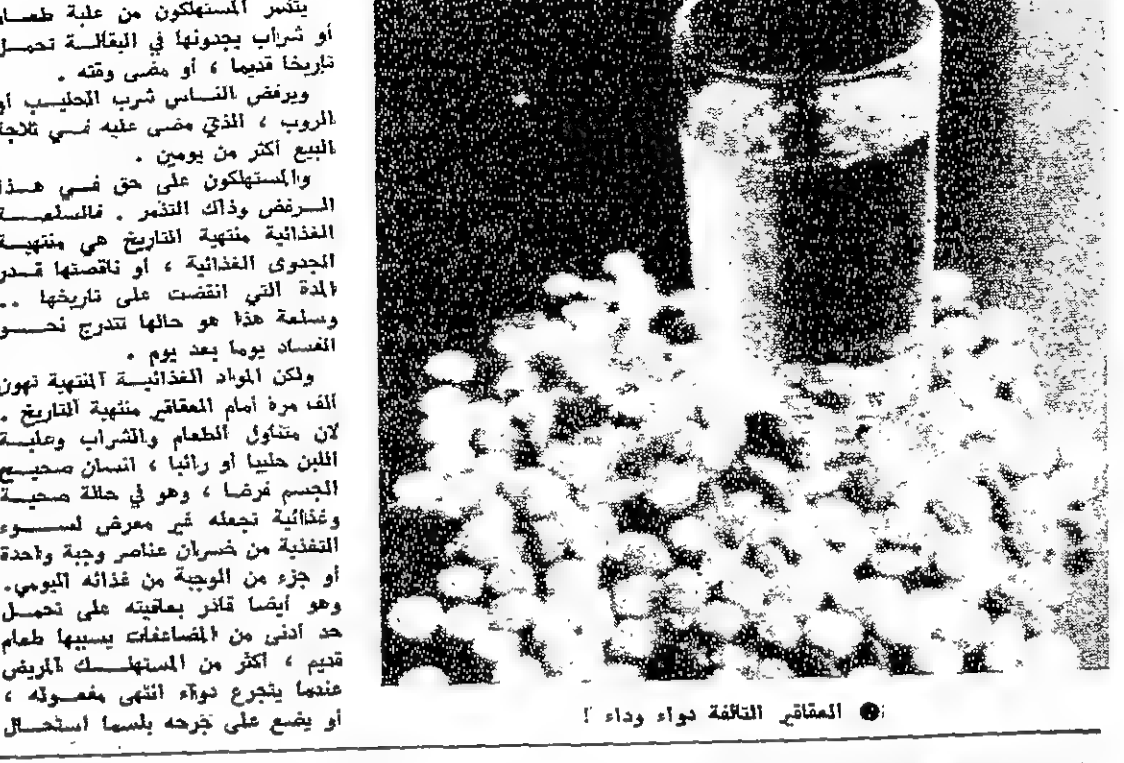 يتذمر المستهلكون من علبة طعام
أو شراب يجدونها في البقالة تحمل
تاريخا قديما ، أو مضى وقته .
ويرفض الناس شرب الحليب أو
الروب ، الذي مضى عليه في ثلاجة
البيع أكثر من يومين .
والمستهلكون على حق في هذا
الرفض وذاك التذمر . فالسلعة
الغذائية منتهية التاريخ هي منتهية
الجدوى الغذائية ، أو ناقصتها قدر
المدة التي انقضت على تاريخها ..
وسلعة هذا هو حالها تتدرج نحو
الفساد يوما بعد يوم .
ولكن المواد الغذائية المنتهية تهون
ألف مرة أمام العقاقير منتهية التاريخ .
لان متناول الطعام والشراب وعلبة
اللبن حليبا أو رائبا ، انسان صحيح
الجسم فرضا ، وهو في حالة صحية
وغذائية تجعله غير معرض لسوء
التغذية من خسران عناصر وجبة واحدة
أو جزء من الوجبة من غذائه اليومي.
وهو أيضا قادر بعافيته على تحمل
حد أدنى من المضاعفات يسببها طعام
قديم ، أكثر من المستهلك المريض
عندما يتجرع دواء انتهى مفعوله ،
أو يضع على جرحه بلسما استحال
● العقاقير التالفة دواء وداء !